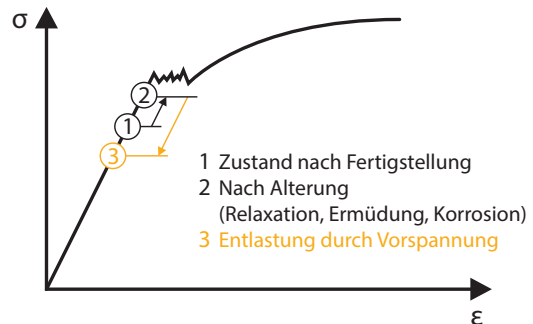 σ
2
1
3
1 Zustand nach Fertigstellung
2 Nach Alterung
(Relaxation, Ermüdung, Korrosion)
3 Entlastung durch Vorspannung
ε